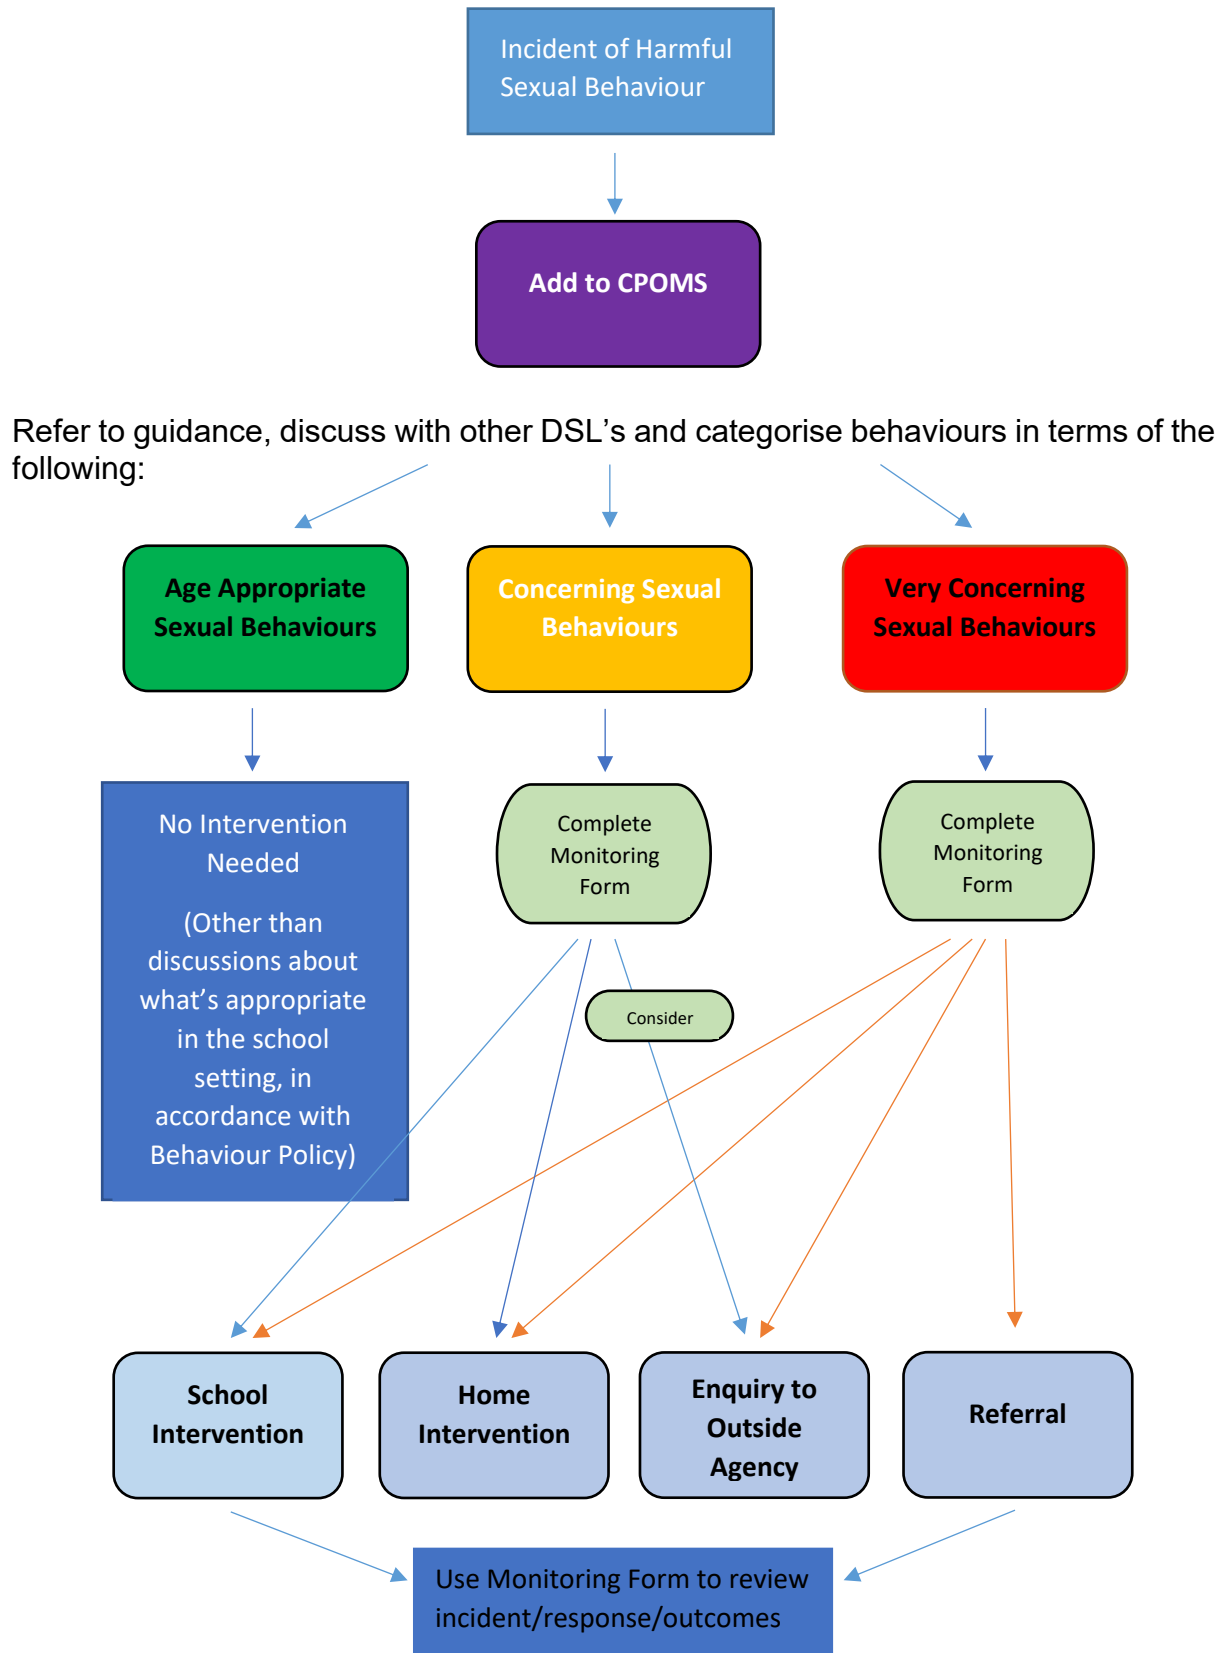 Incident of Harmful
Sexual Behaviour
Add to CPOMS
Refer to guidance, discuss with other DSL’s and categorise behaviours in terms of the
following:
Age Appropriate
Sexual Behaviours
Concerning Sexual
Behaviours
Very Concerning
Sexual Behaviours
No Intervention
Needed
(Other than
discussions about
what’s appropriate
in the school
setting, in
accordance with
Behaviour Policy)
Complete
Monitoring
Form
Complete
Monitoring
Form
Consider
School
Intervention
Home
Intervention
Enquiry to
Outside
Agency
Referral
Use Monitoring Form to review
incident/response/outcomes